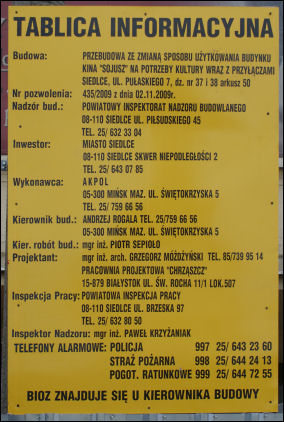 TABLICA INFORMACYJNA
Budowa: PRZEBUDOWA ZE ZMIANĄ SPOSOBU UŻYTKOWANIA BUDYNKU
KINA "SOJUSZ" NA POTRZEBY KULTURY WRAZ Z PRZYŁĄCZAMI
SIEDLCE, UL. PUŁASKIEGO 7, dz. nr 37 i 38 arkusz 50
Nr pozwolenia: 435/2009 z dnia 02.11.2009r.
Nadzór bud.: POWIATOWY INSPEKTORAT NADZORU BUDOWLANEGO
08-110 SIEDLCE UL. PIŁSUDSKIEGO 45
TEL. 25/ 632 33 04
Inwestor: MIASTO SIEDLCE
08-110 SIEDLCE SKWER NIEPODLEGŁOŚCI 2
TEL. 25/ 643 07 85
Wykonawca: AKPOL
05-300 MIŃSK MAZ. UL. ŚWIĘTOKRZYSKA 5
TEL. 25/ 759 66 56
Kierownik bud.: ANDRZEJ ROGALA TEL. 25/759 66 56
05-300 MIŃSK MAZ. UL. ŚWIĘTOKRZYSKA 5
Kier. robót bud.: mgr inż. PIOTR SEPIOŁO
Projektant: mgr inż. arch. GRZEGORZ MÓŻDŻYŃSKI TEL. 85/739 95 14
PRACOWNIA PROJEKTOWA "CHRZĄSZCZ"
15-879 BIAŁYSTOK UL. ŚW. ROCHA 11/1 LOK.507
Inspekcja Pracy: POWIATOWA INSPEKCJA PRACY
08-110 SIEDLCE UL. BRZESKA 97
TEL. 25/ 632 80 50
Inspektor Nadzoru: mgr inż. PAWEŁ KRZYŻANIAK
TELEFONY ALARMOWE: POLICJA 997 25/ 643 23 60
STRAŻ POŻARNA 998 25/ 644 24 13
POGOT. RATUNKOWE 999 25/ 644 72 55
BIOZ ZNAJDUJE SIĘ U KIEROWNIKA BUDOWY